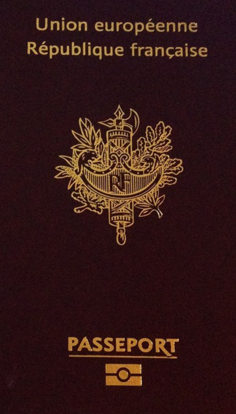 Union européenne
République française
RF
PASSEPORT